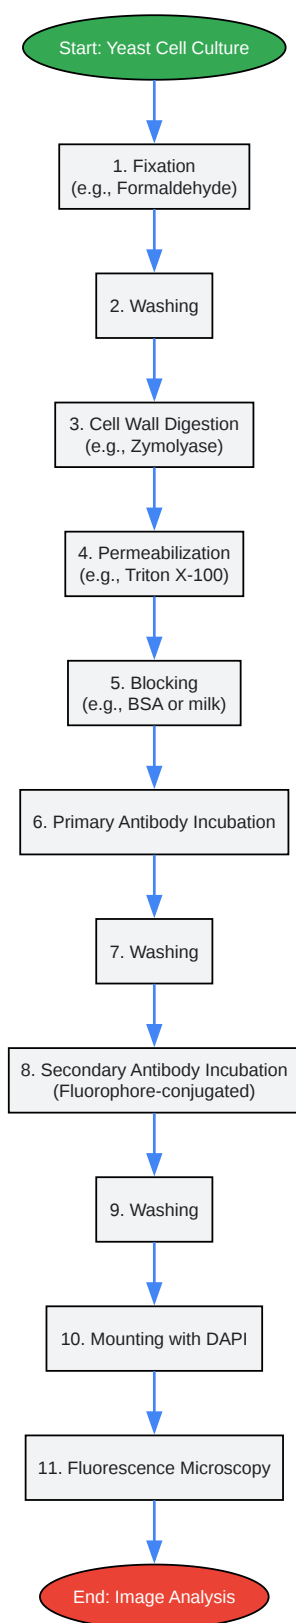 Start: Yeast Cell Culture
1. Fixation
(e.g., Formaldehyde)
2. Washing
3. Cell Wall Digestion
(e.g., Zymolyase)
4. Permeabilization
(e.g., Triton X-100)
5. Blocking
(e.g., BSA or milk)
6. Primary Antibody Incubation
7. Washing
8. Secondary Antibody Incubation
(Fluorophore-conjugated)
9. Washing
10. Mounting with DAPI
11. Fluorescence Microscopy
End: Image Analysis